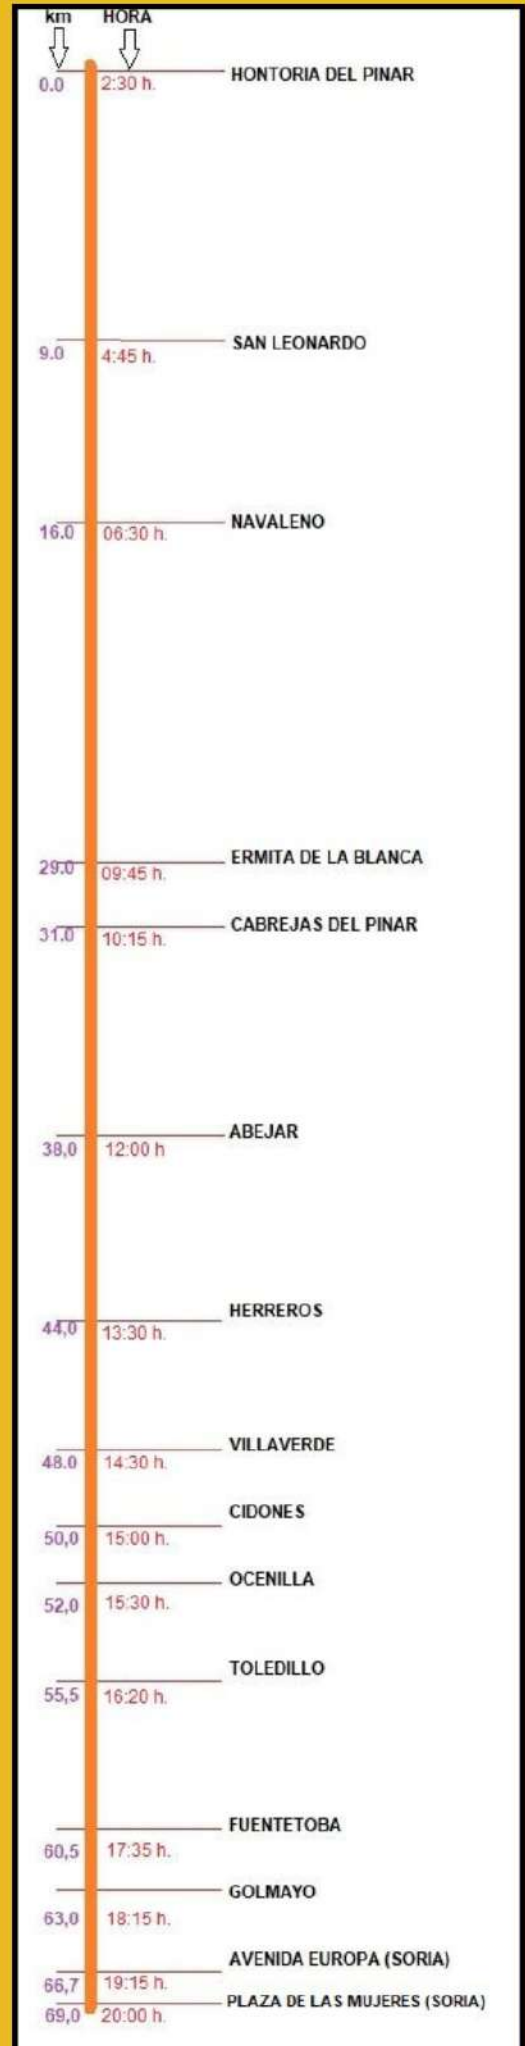 km HORA
0.0 2:30 h. HONTORIA DEL PINAR
9.0 4:45 h. SAN LEONARDO
16.0 06:30 h. NAVALENO
29.0 09:45 h. ERMITA DE LA BLANCA
31.0 10:15 h. CABREJAS DEL PINAR
38,0 12:00 h ABEJAR
44,0 13:30 h. HERREROS
48.0 14:30 h. VILLAVERDE
50,0 15:00 h. CIDONES
52,0 15:30 h. OCENILLA
55,5 16:20 h. TOLEDILLO
60,5 17:35 h. FUENTETOBA
63,0 18:15 h. GOLMAYO
66,7 19:15 h. AVENIDA EUROPA (SORIA)
69,0 20:00 h. PLAZA DE LAS MUJERES (SORIA)